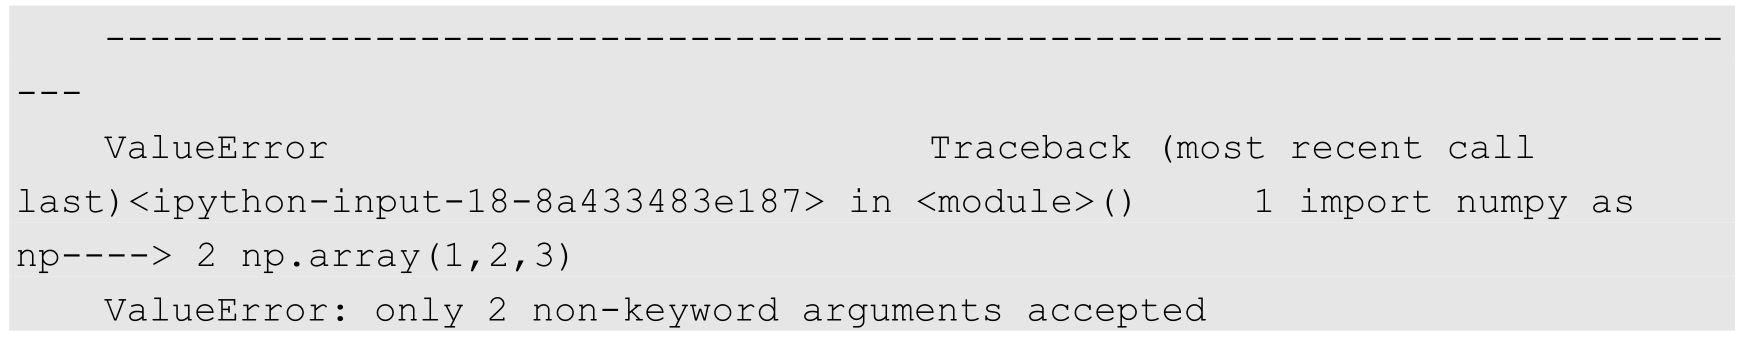 ------------------------------------------------------------------------
---
ValueError                           Traceback (most recent call
last)<ipython-input-18-8a433483e187> in <module>()     1 import numpy as
np----> 2 np.array(1,2,3)
ValueError: only 2 non-keyword arguments accepted